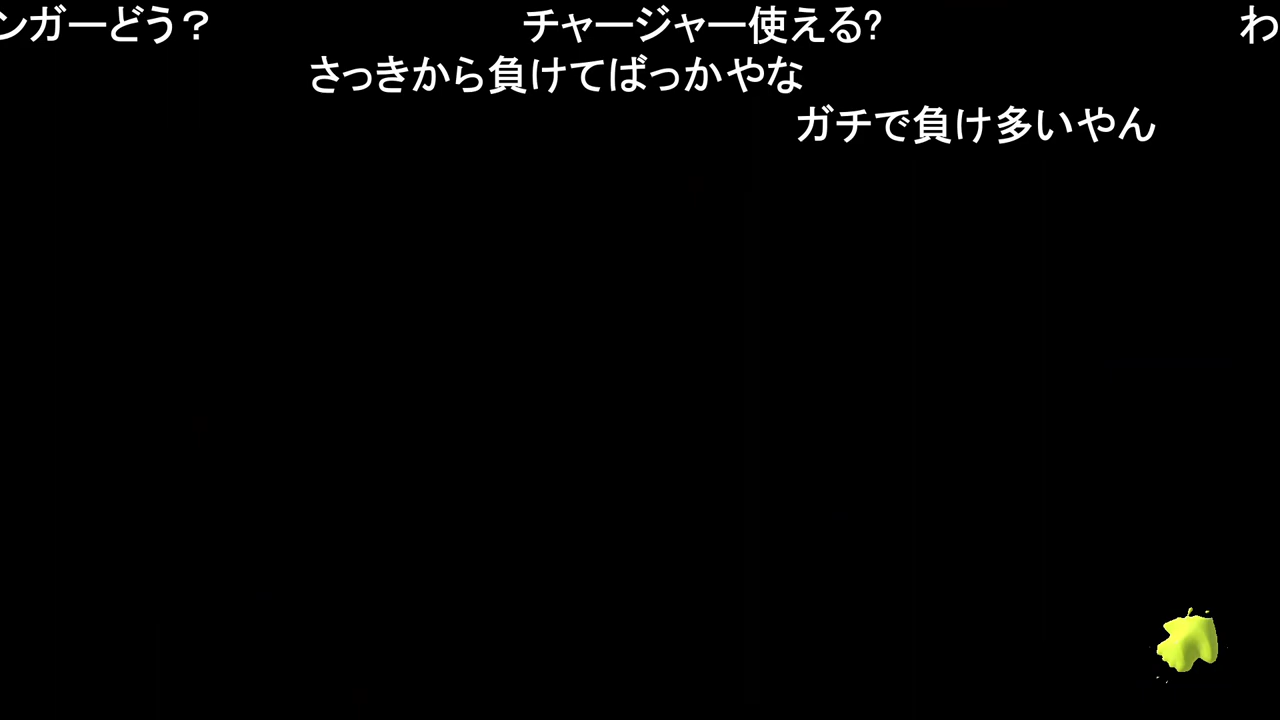 ンガーどう？ チャージャー使える? わ
さっきから負けてばっかやな
ガチで負け多いやん